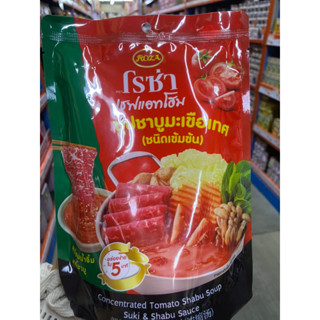 ROZA
โรซ่า
เชฟแอทโฮม
ซุปชาบูมะเขือเทศ
(ชนิดเข้มข้น)
5
Concentrated Tomato Shabu Soup
Suki & Shabu Sauce